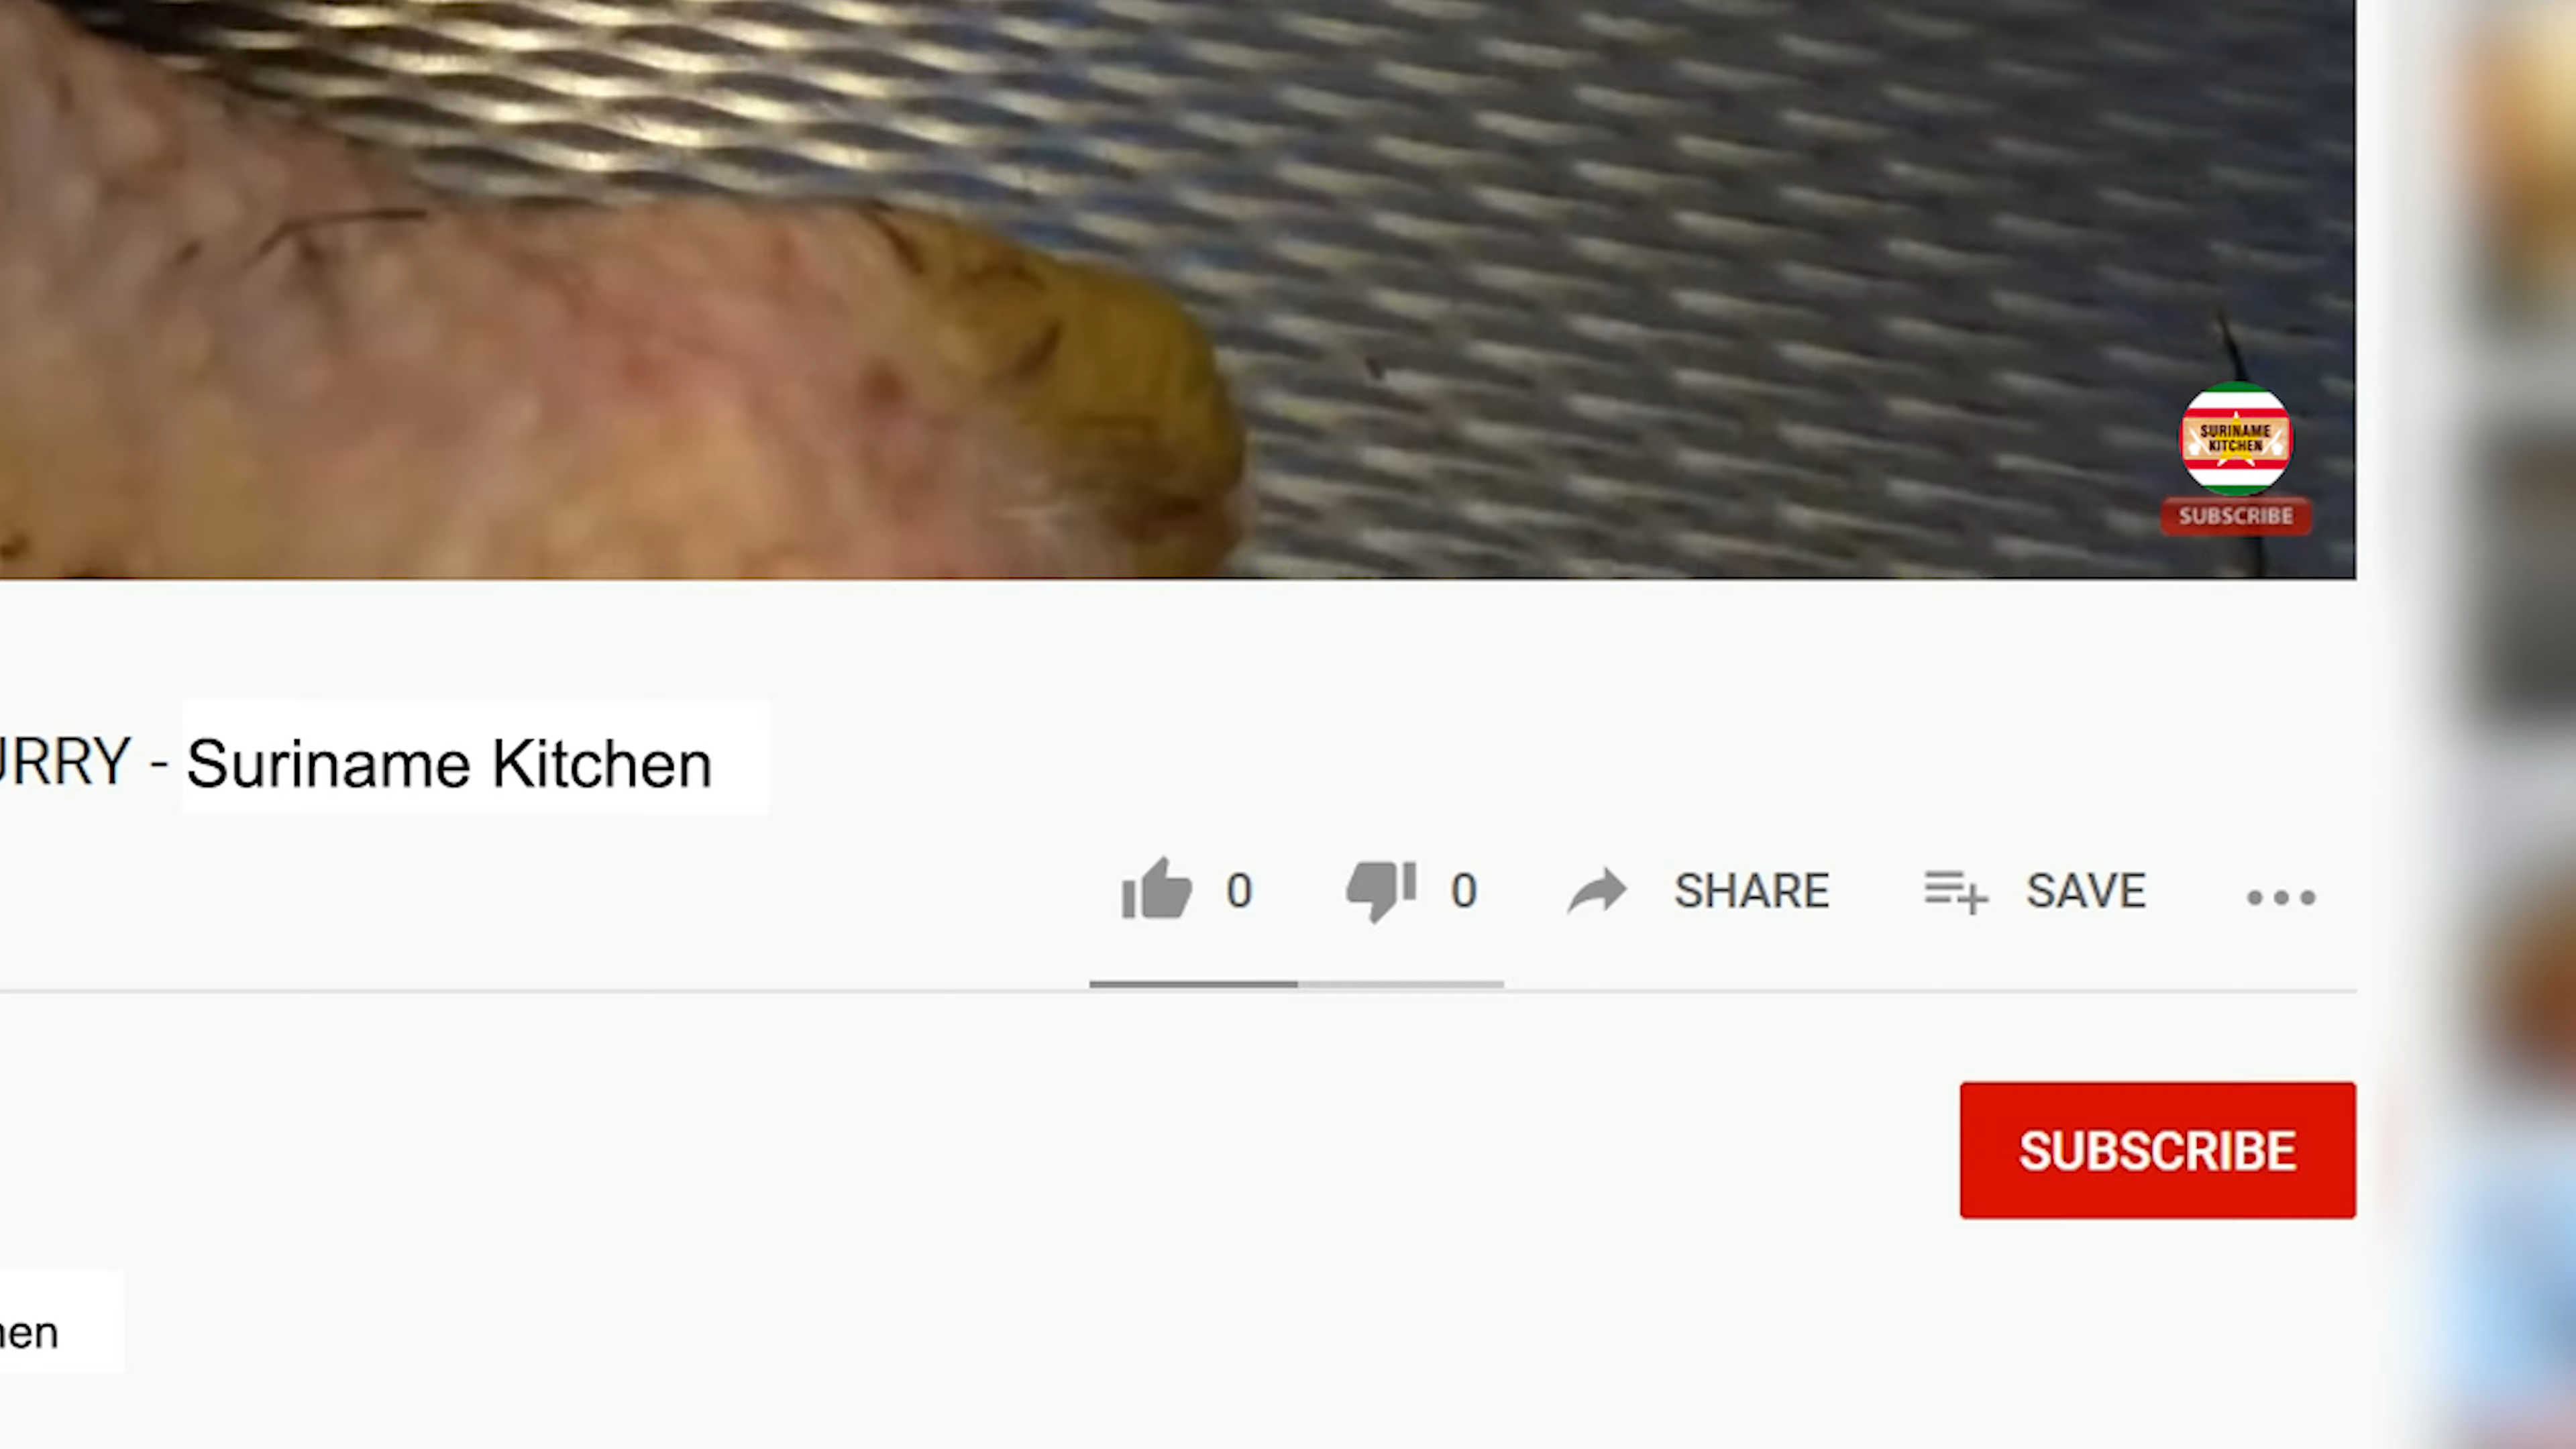 SURINAME
KITCHEN
SUBSCRIBE
URRY - Suriname Kitchen
0 0 SHARE SAVE
SUBSCRIBE
hen